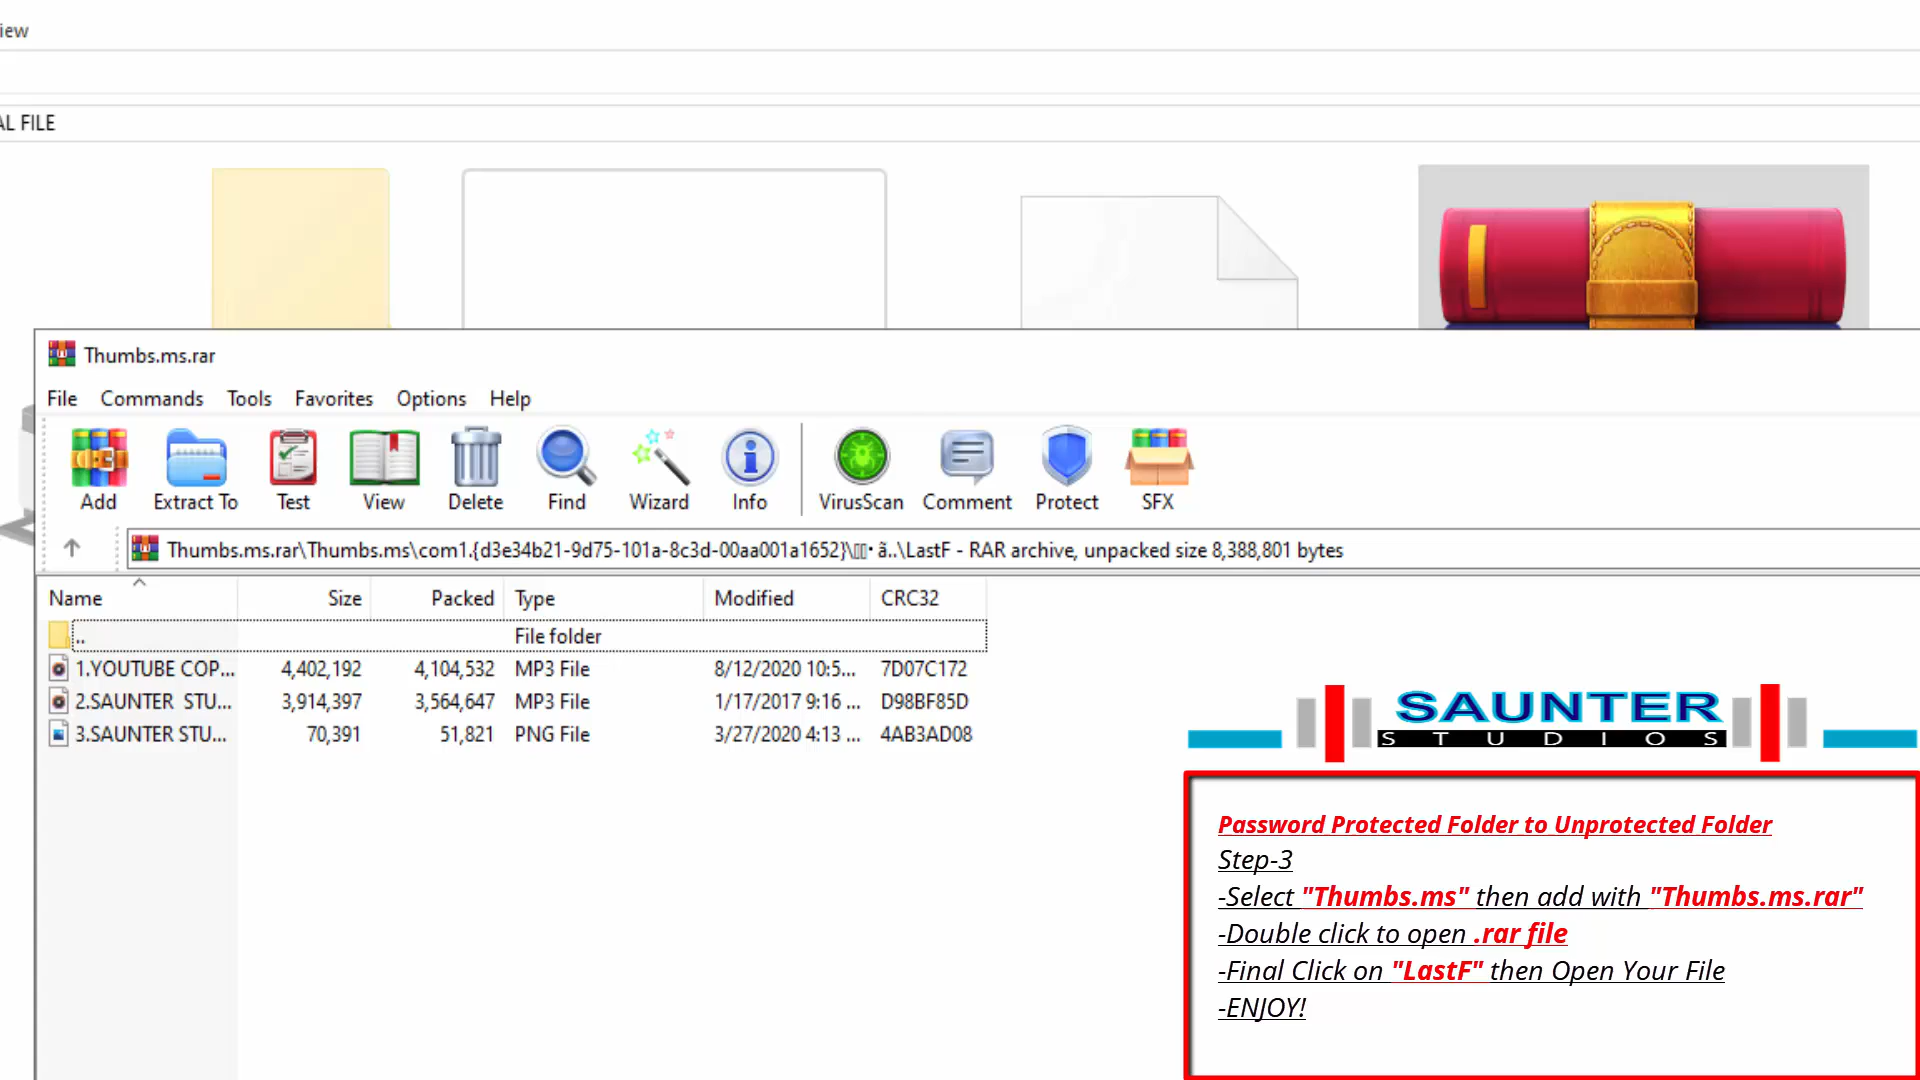 iew
AL FILE
Thumbs.ms.rar
File Commands Tools Favorites Options Help
Add Extract To Test View Delete Find Wizard Info VirusScan Comment Protect SFX
Thumbs.ms.rar\Thumbs.ms\com1.{d3e34b21-9d75-101a-8c3d-00aa001a1652}\▯▯· ã..\LastF - RAR archive, unpacked size 8,388,801 bytes
Name Size Packed Type Modified CRC32
.. File folder
1.YOUTUBE COP... 4,402,192 4,104,532 MP3 File 8/12/2020 10:5... 7D07C172
2.SAUNTER STU... 3,914,397 3,564,647 MP3 File 1/17/2017 9:16 ... D98BF85D
3.SAUNTER STU... 70,391 51,821 PNG File 3/27/2020 4:13 ... 4AB3AD08
SAUNTER
STUDIOS
Password Protected Folder to Unprotected Folder
Step-3
-Select "Thumbs.ms" then add with "Thumbs.ms.rar"
-Double click to open .rar file
-Final Click on "LastF" then Open Your File
-ENJOY!